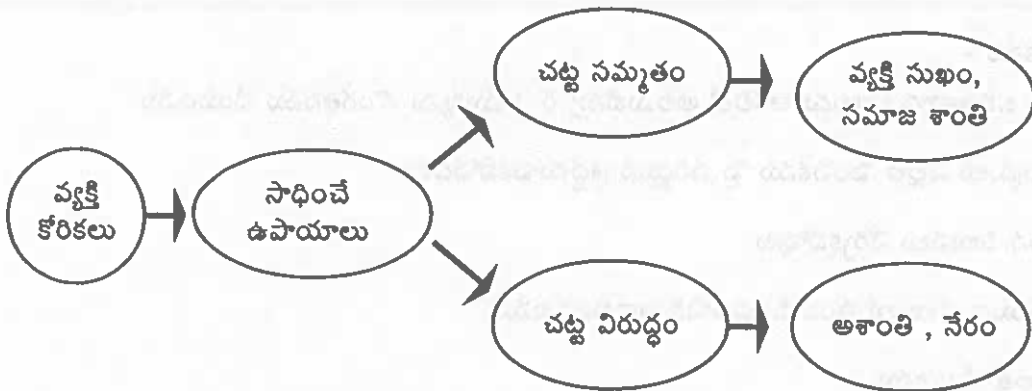 వ్యక్తి
కోరికలు
సాధించే
ఉపాయాలు
చట్ట సమ్మతం
వ్యక్తి సుఖం,
సమాజ శాంతి
చట్ట విరుద్ధం
అశాంతి , నేరం